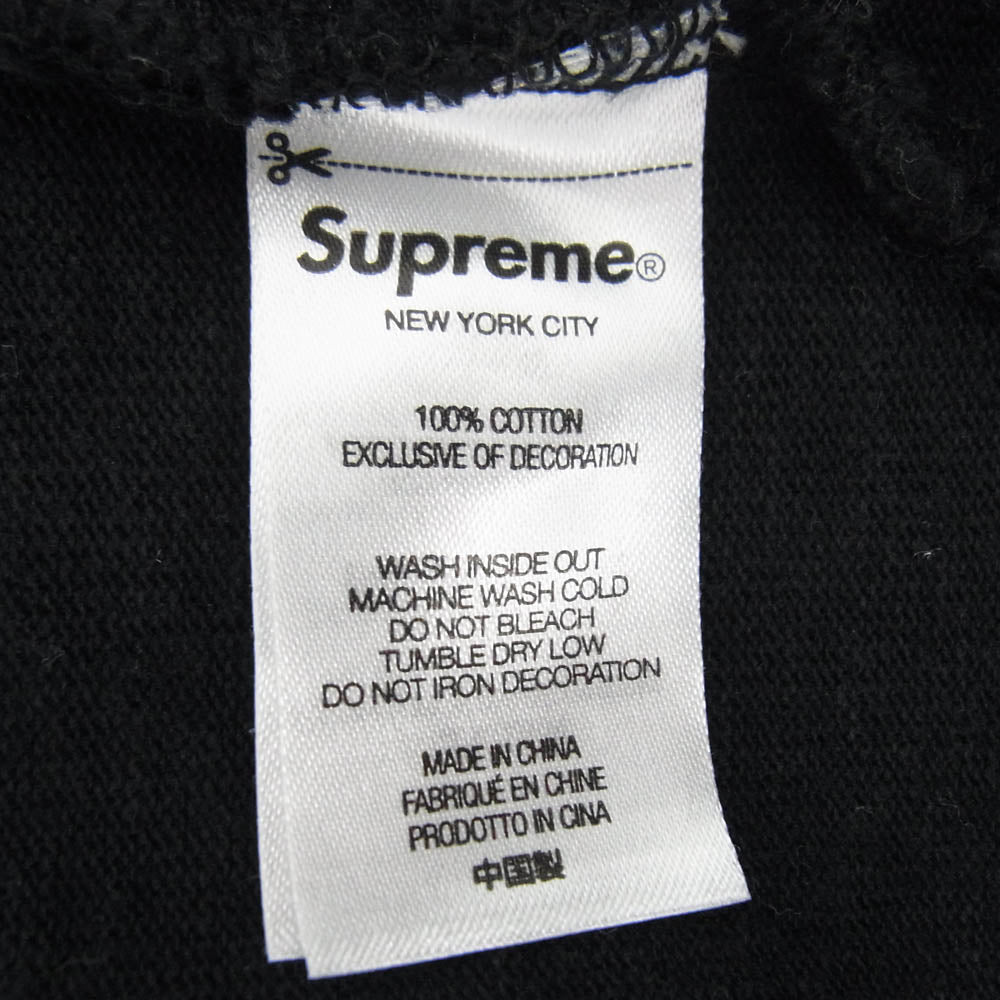 Supreme®
NEW YORK CITY
100% COTTON
EXCLUSIVE OF DECORATION
WASH INSIDE OUT
MACHINE WASH COLD
DO NOT BLEACH
TUMBLE DRY LOW
DO NOT IRON DECORATION
MADE IN CHINA
FABRIQUÉ EN CHINE
PRODOTTO IN CINA
中国製